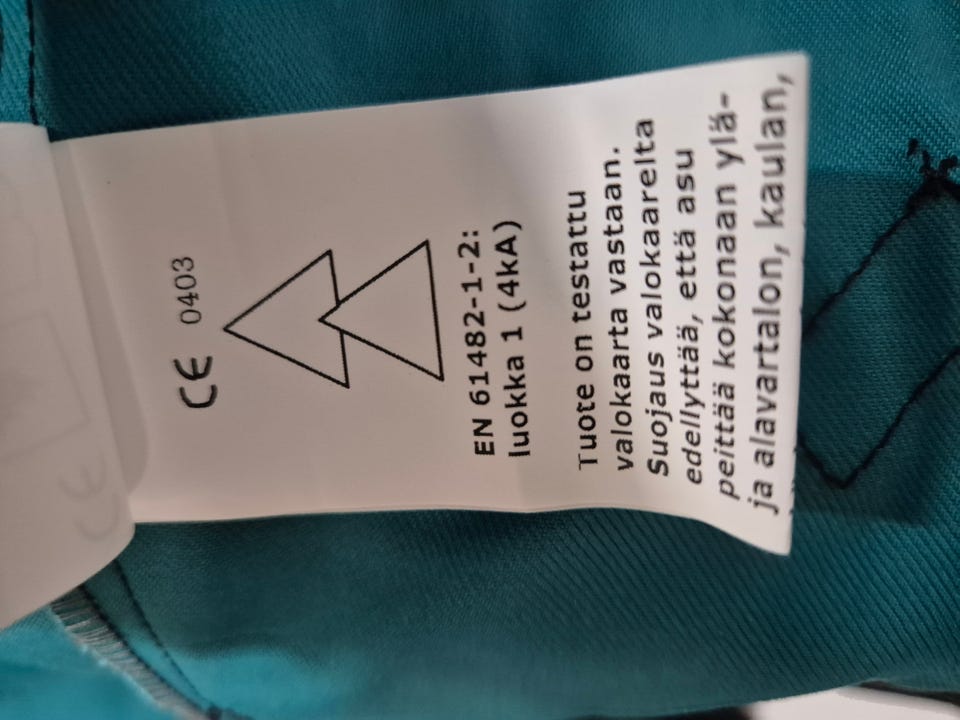 CE 0403
EN 61482-1-2:
luokka 1 (4kA)
Tuote on testattu
valokaarta vastaan.
Suojaus valokaarelta
edellyttää, että asu
peittää kokonaan ylä-
ja alavartalon, kaulan,
CE